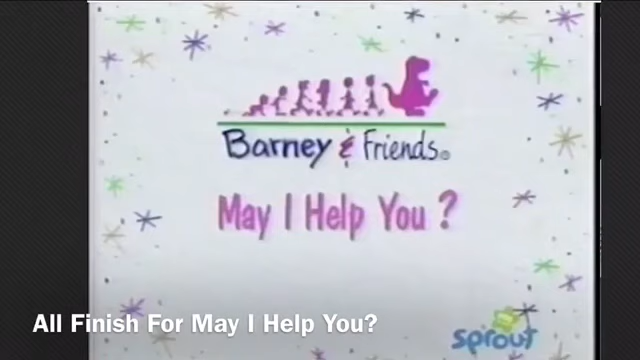 Barney & Friends®
May I Help You?
All Finish For May I Help You?
sprout